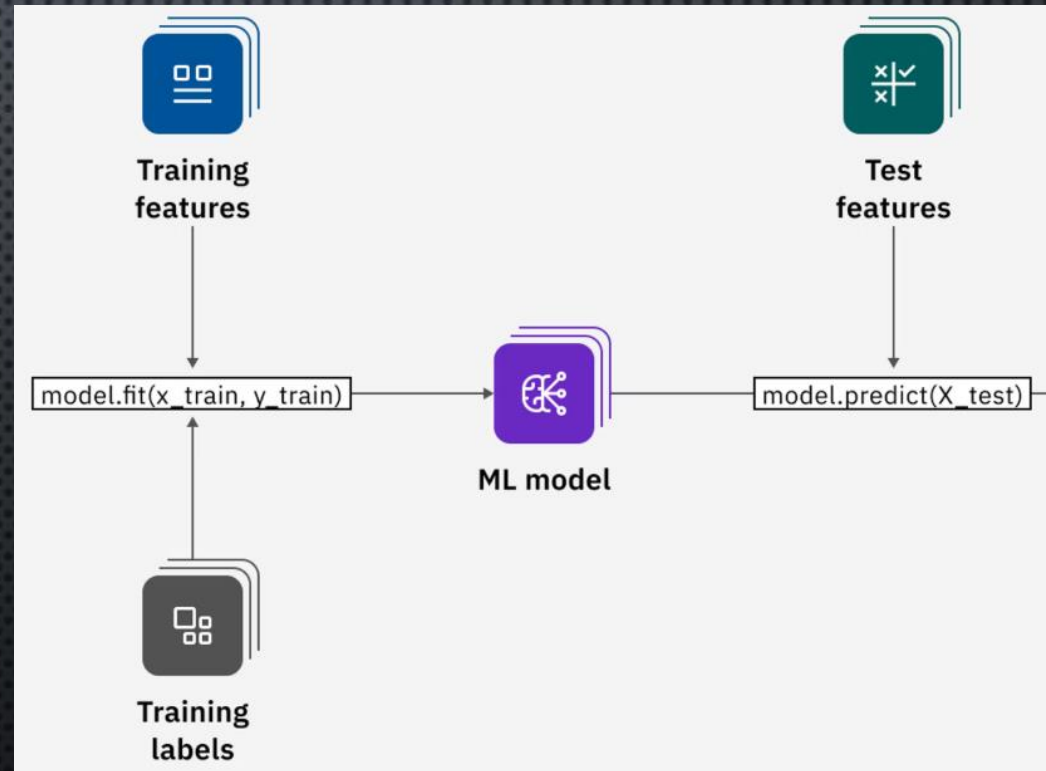 Training
features
Test
features
model.fit(x_train, y_train)
model.predict(X_test)
ML model
Training
labels